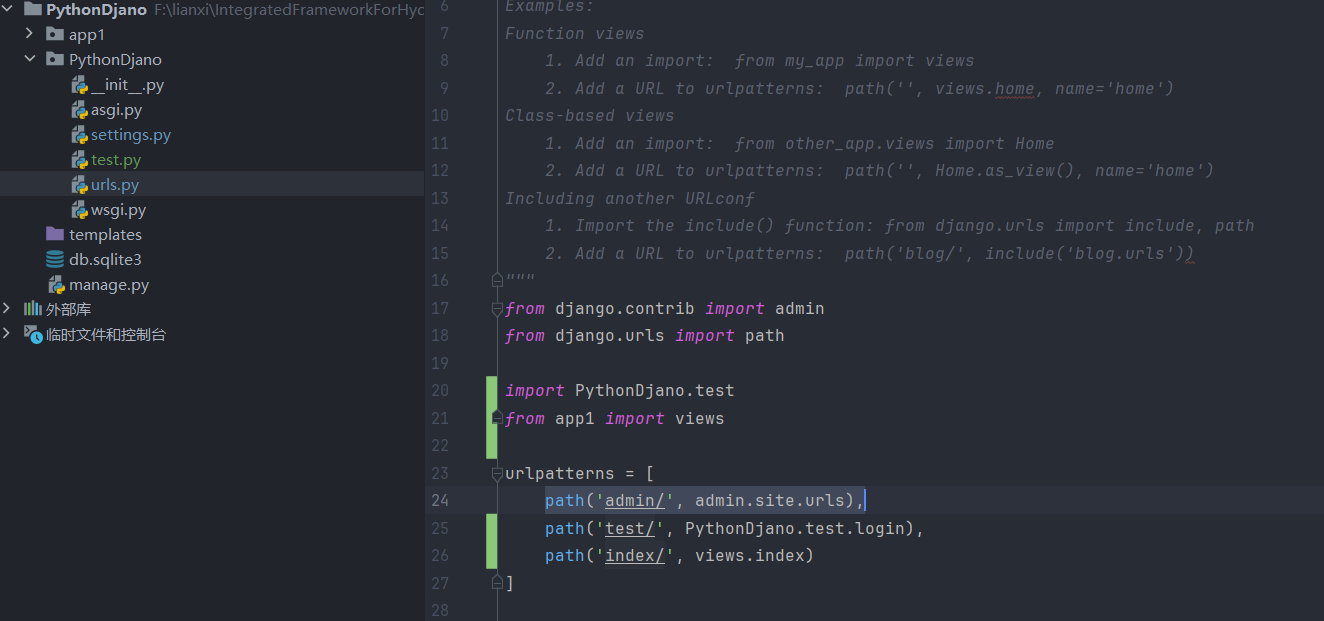 PythonDjano F:\lianxi\IntegratedFrameworkForHyd
app1
PythonDjano
__init__.py
asgi.py
settings.py
test.py
urls.py
wsgi.py
templates
db.sqlite3
manage.py
外部库
临时文件和控制台
6 Examples:
7 Function views
8     1. Add an import:  from my_app import views
9     2. Add a URL to urlpatterns:  path('', views.home, name='home')
10 Class-based views
11     1. Add an import:  from other_app.views import Home
12     2. Add a URL to urlpatterns:  path('', Home.as_view(), name='home')
13 Including another URLconf
14     1. Import the include() function: from django.urls import include, path
15     2. Add a URL to urlpatterns:  path('blog/', include('blog.urls'))
16 """
17 from django.contrib import admin
18 from django.urls import path
19
20 import PythonDjano.test
21 from app1 import views
22
23 urlpatterns = [
24     path('admin/', admin.site.urls),
25     path('test/', PythonDjano.test.login),
26     path('index/', views.index)
27 ]
28